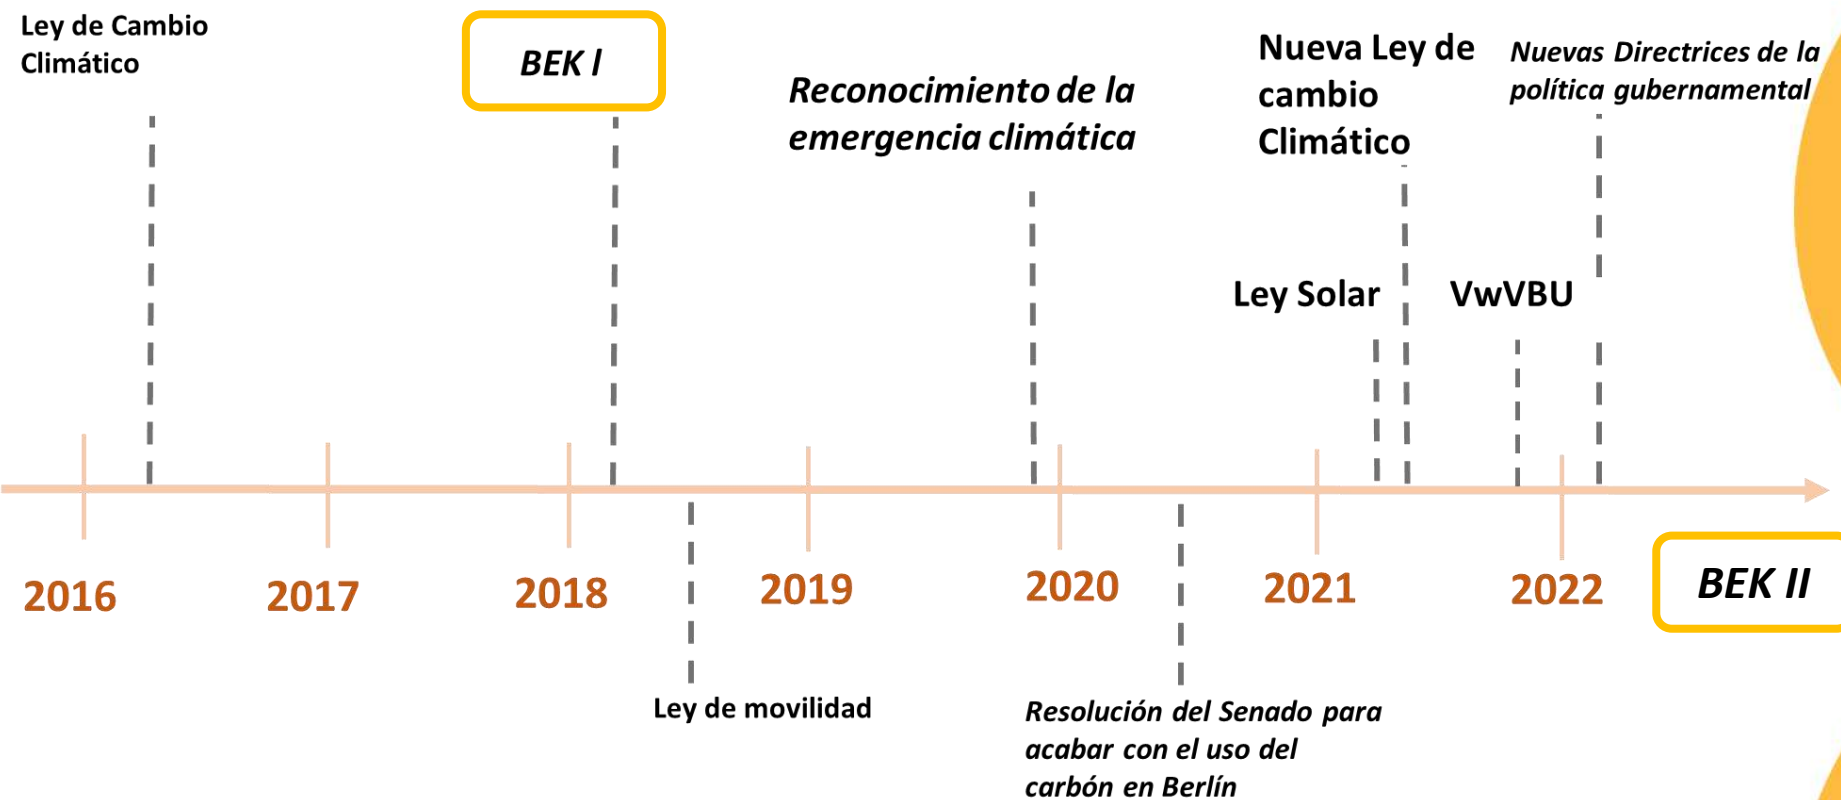 Ley de Cambio
Climático
BEK I
Reconocimiento de la
emergencia climática
Nueva Ley de
cambio
Climático
Nuevas Directrices de la
política gubernamental
Ley Solar
VwVBU
2016
2017
2018
2019
2020
2021
2022
BEK II
Ley de movilidad
Resolución del Senado para
acabar con el uso del
carbón en Berlín